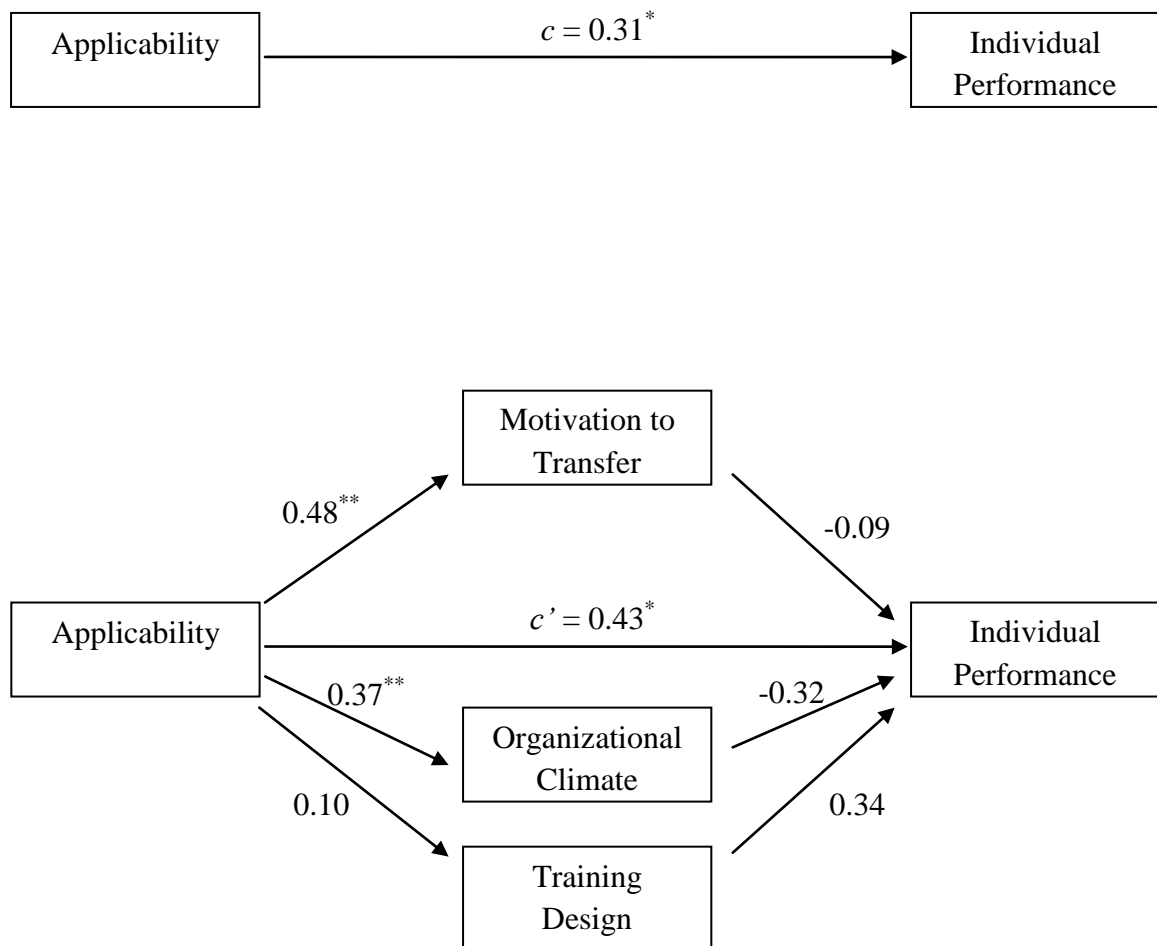 Applicability
c = 0.31*
Individual
Performance
Motivation to
Transfer
0.48**
-0.09
Applicability
c’ = 0.43*
Individual
Performance
0.37**
-0.32
Organizational
Climate
0.10
0.34
Training
Design